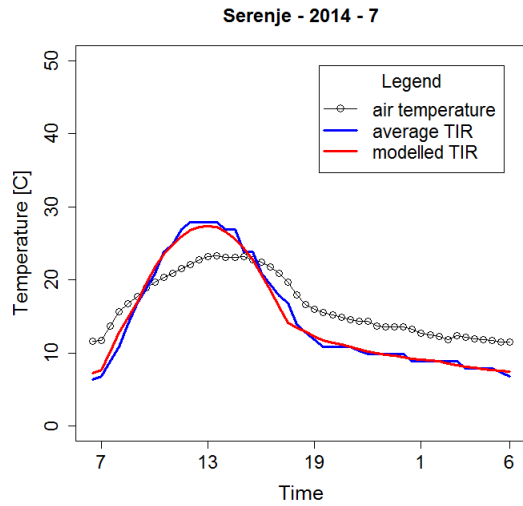 Serenje - 2014 - 7
Legend
air temperature
average TIR
modelled TIR
Temperature [C]
50
40
30
20
10
0
7 13 19 1 6
Time